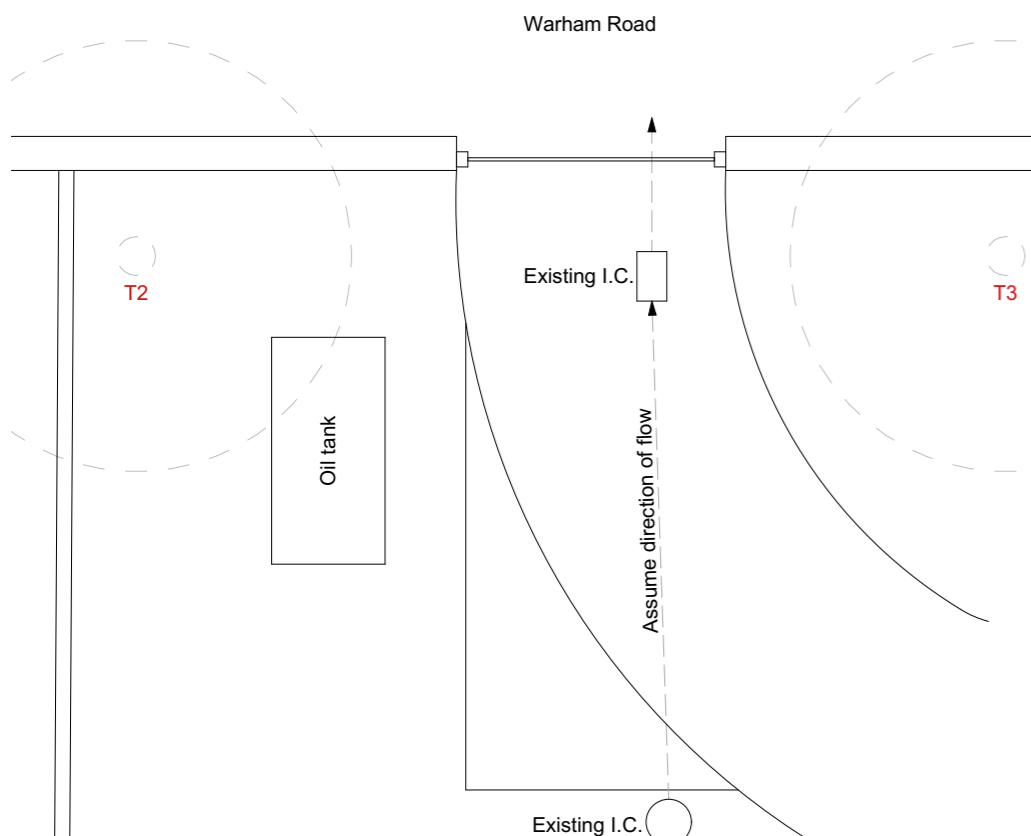 Warham Road
Existing I.C.
T2
T3
Oil tank
Assume direction of flow
Existing I.C.